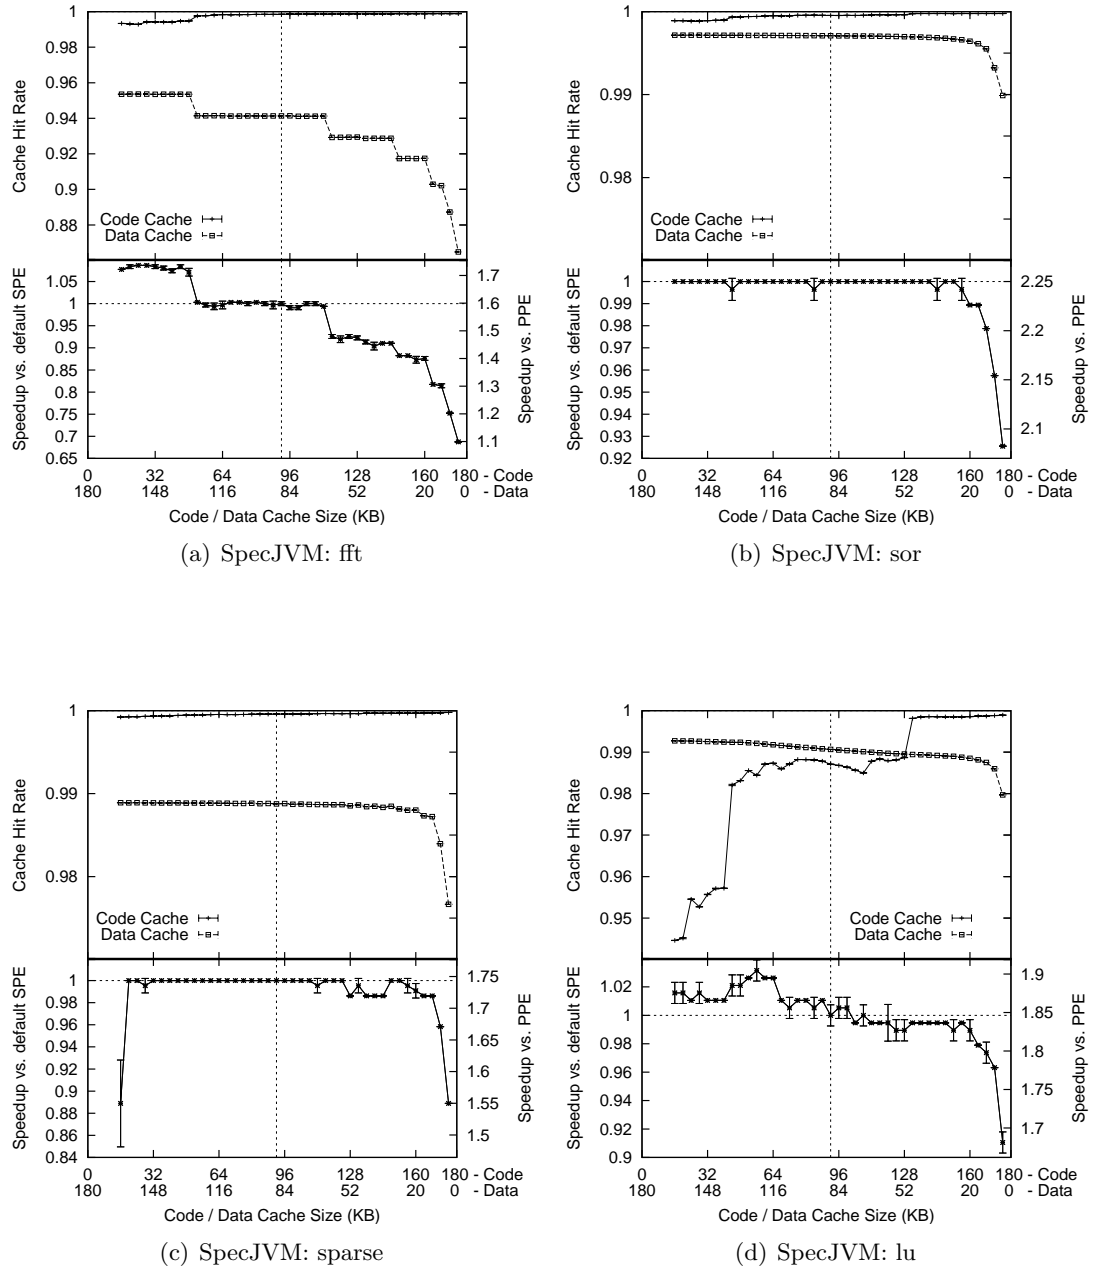 1
0.98
0.96
0.94
0.92
0.9
0.88
Cache Hit Rate
Code Cache
Data Cache
1.05
1
0.95
0.9
0.85
0.8
0.75
0.7
0.65
Speedup vs. default SPE
1.7
1.6
1.5
1.4
1.3
1.2
1.1
Speedup vs. PPE
0 32 64 96 128 160 180 - Code
180 148 116 84 52 20 0 - Data
Code / Data Cache Size (KB)
(a) SpecJVM: fft
1
0.99
0.98
Cache Hit Rate
Code Cache
Data Cache
1
0.99
0.98
0.97
0.96
0.95
0.94
0.93
0.92
Speedup vs. default SPE
2.25
2.2
2.15
2.1
Speedup vs. PPE
0 32 64 96 128 160 180 - Code
180 148 116 84 52 20 0 - Data
Code / Data Cache Size (KB)
(b) SpecJVM: sor
1
0.99
0.98
Cache Hit Rate
Code Cache
Data Cache
1
0.98
0.96
0.94
0.92
0.9
0.88
0.86
0.84
Speedup vs. default SPE
1.75
1.7
1.65
1.6
1.55
1.5
Speedup vs. PPE
0 32 64 96 128 160 180 - Code
180 148 116 84 52 20 0 - Data
Code / Data Cache Size (KB)
(c) SpecJVM: sparse
1
0.99
0.98
0.97
0.96
0.95
Cache Hit Rate
Code Cache
Data Cache
1.02
1
0.98
0.96
0.94
0.92
0.9
Speedup vs. default SPE
1.9
1.85
1.8
1.75
1.7
Speedup vs. PPE
0 32 64 96 128 160 180 - Code
180 148 116 84 52 20 0 - Data
Code / Data Cache Size (KB)
(d) SpecJVM: lu